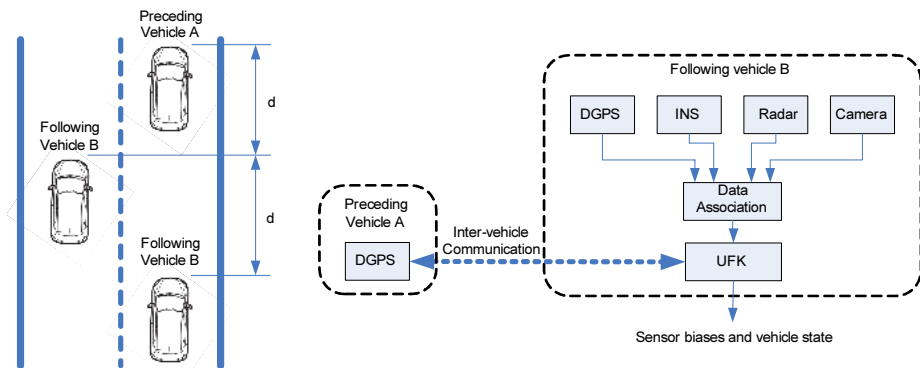 Preceding
Vehicle A
d
Following
Vehicle B
d
Following
Vehicle B
Following vehicle B
DGPS
INS
Radar
Camera
Data
Association
Preceding
Vehicle A
Inter-vehicle
Communication
DGPS
UFK
Sensor biases and vehicle state